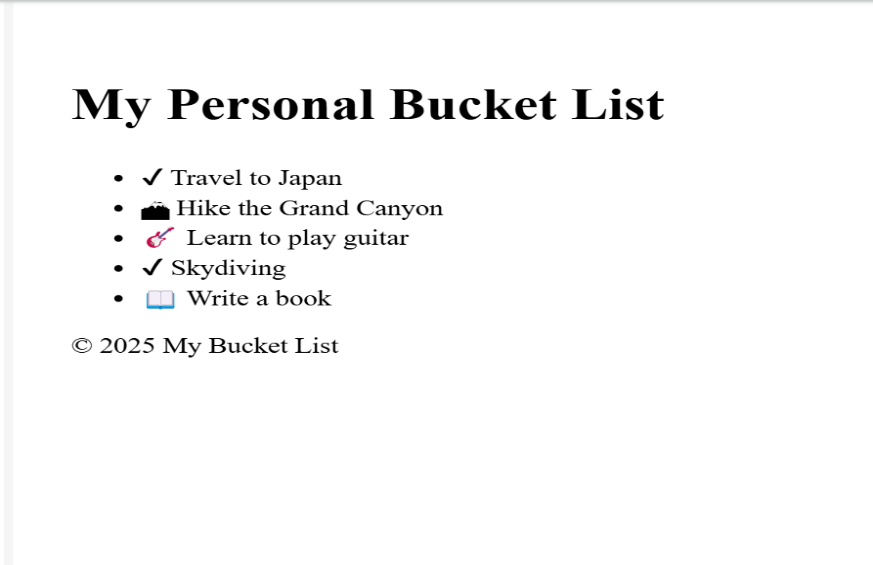 My Personal Bucket List
• ✔ Travel to Japan
• 🏔 Hike the Grand Canyon
• 🎸 Learn to play guitar
• ✔ Skydiving
• 📖 Write a book
© 2025 My Bucket List